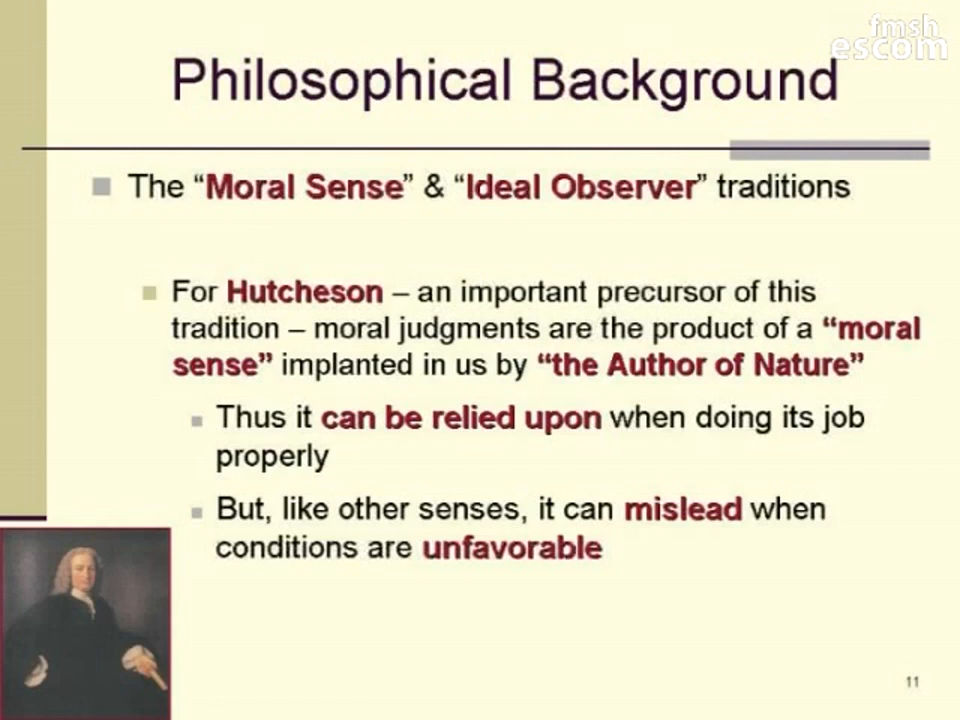 fmsh
escom
Philosophical Background
The “Moral Sense” & “Ideal Observer” traditions
For Hutcheson – an important precursor of this
tradition – moral judgments are the product of a “moral
sense” implanted in us by “the Author of Nature”
Thus it can be relied upon when doing its job
properly
But, like other senses, it can mislead when
conditions are unfavorable
11